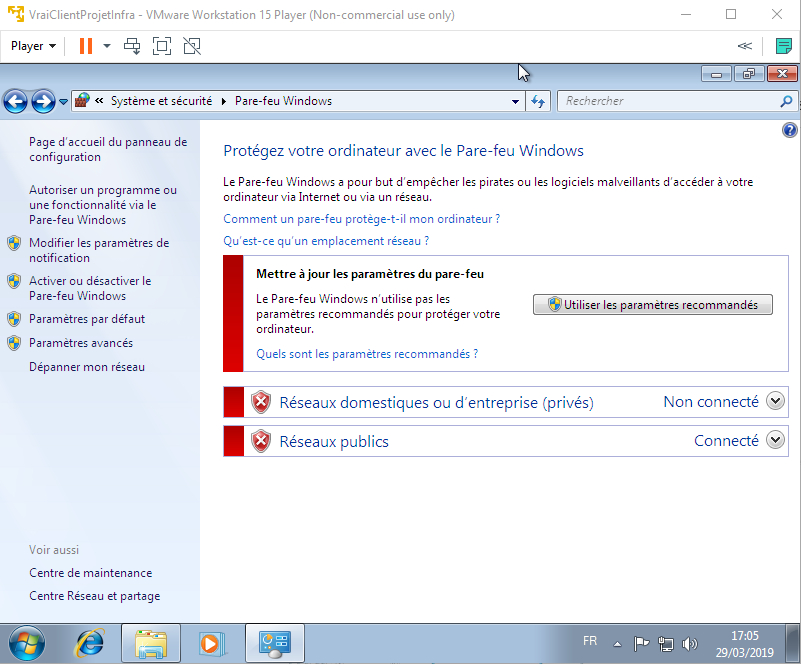 VraiClientProjetInfra - VMware Workstation 15 Player (Non-commercial use only)
Player
Système et sécurité
Pare-feu Windows
Rechercher
Page d'accueil du panneau de
configuration
Autoriser un programme ou
une fonctionnalité via le
Pare-feu Windows
Modifier les paramètres de
notification
Activer ou désactiver le
Pare-feu Windows
Paramètres par défaut
Paramètres avancés
Dépanner mon réseau
Voir aussi
Centre de maintenance
Centre Réseau et partage
Protégez votre ordinateur avec le Pare-feu Windows
Le Pare-feu Windows a pour but d'empêcher les pirates ou les logiciels malveillants d'accéder à votre
ordinateur via Internet ou via un réseau.
Comment un pare-feu protège-t-il mon ordinateur ?
Qu'est-ce qu'un emplacement réseau ?
Mettre à jour les paramètres du pare-feu
Le Pare-feu Windows n'utilise pas les
paramètres recommandés pour protéger votre
ordinateur.
Utiliser les paramètres recommandés
Quels sont les paramètres recommandés ?
Réseaux domestiques ou d'entreprise (privés)
Non connecté
Réseaux publics
Connecté
FR
17:05
29/03/2019